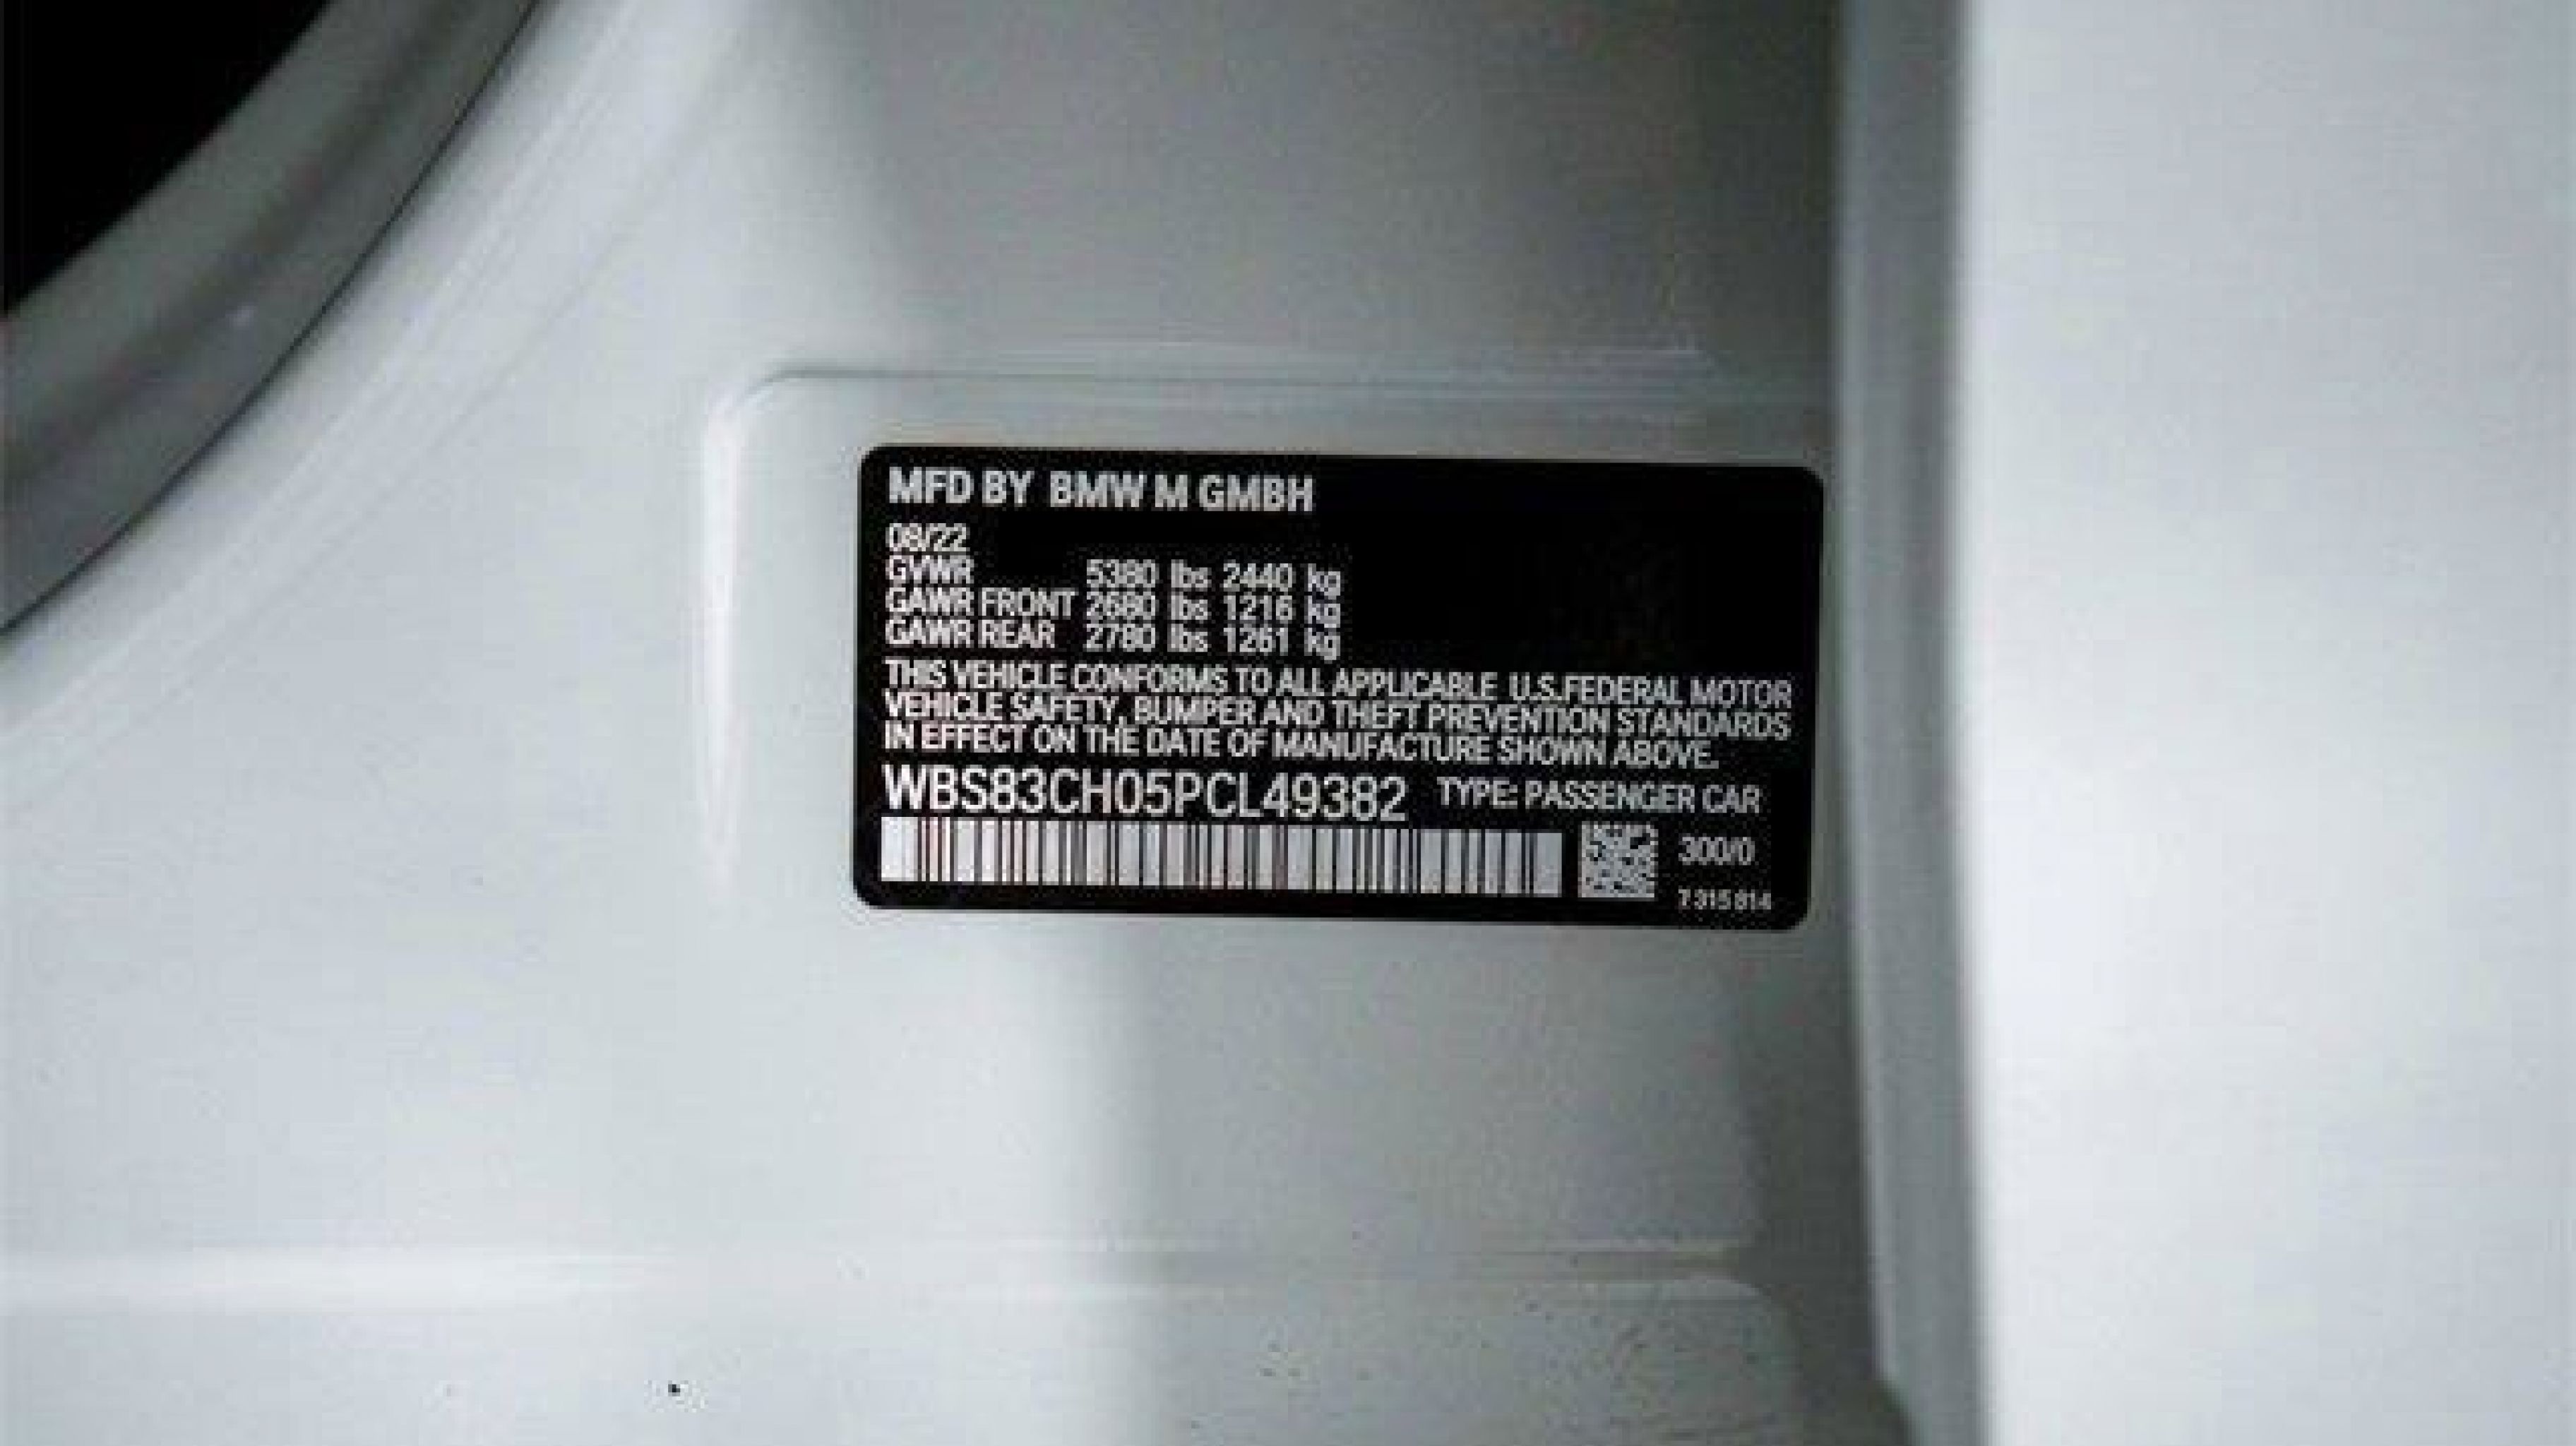 MFD BY BMW M GMBH
08/22
GVWR 5380 lbs 2440 kg
GAWR FRONT 2680 lbs 1216 kg
GAWR REAR 2780 lbs 1261 kg
THIS VEHICLE CONFORMS TO ALL APPLICABLE U.S.FEDERAL MOTOR
VEHICLE SAFETY, BUMPER AND THEFT PREVENTION STANDARDS
IN EFFECT ON THE DATE OF MANUFACTURE SHOWN ABOVE.
WBS83CH05PCL49382 TYPE: PASSENGER CAR
300/0
7 315 814